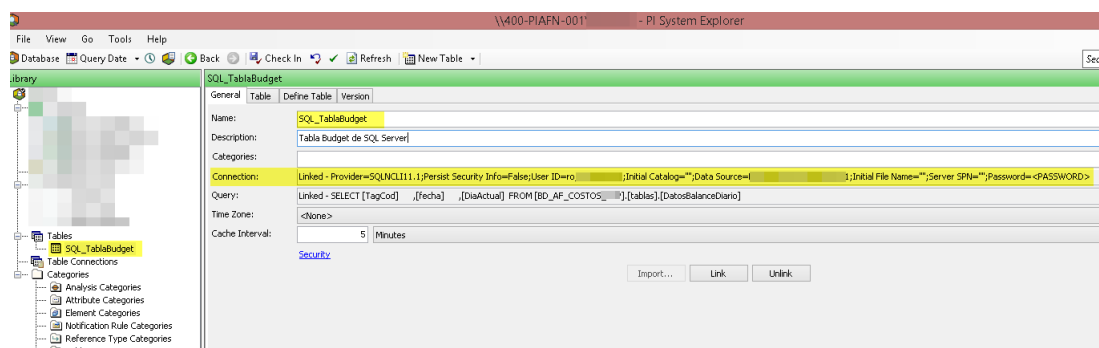 \\400-PIAFN-001\ - PI System Explorer
File View Go Tools Help
Database Query Date Back Check In Refresh New Table
Library
SQL_TablaBudget
General Table Define Table Version
Name: SQL_TablaBudget
Description: Tabla Budget de SQL Server
Categories:
Connection: Linked - Provider=SQLNCLI11.1;Persist Security Info=False;User ID=ro ;Initial Catalog="";Data Source= 1;Initial File Name="";Server SPN="";Password=<PASSWORD>
Query: Linked - SELECT [TagCod] ,[fecha] ,[DiaActual] FROM [BD_AF_COSTOS_ ].[tablas].[DatosBalanceDiario]
Time Zone: <None>
Cache Interval: 5 Minutes
Security
Import... Link Unlink
Tables
SQL_TablaBudget
Table Connections
Categories
Analysis Categories
Attribute Categories
Element Categories
Notification Rule Categories
Reference Type Categories